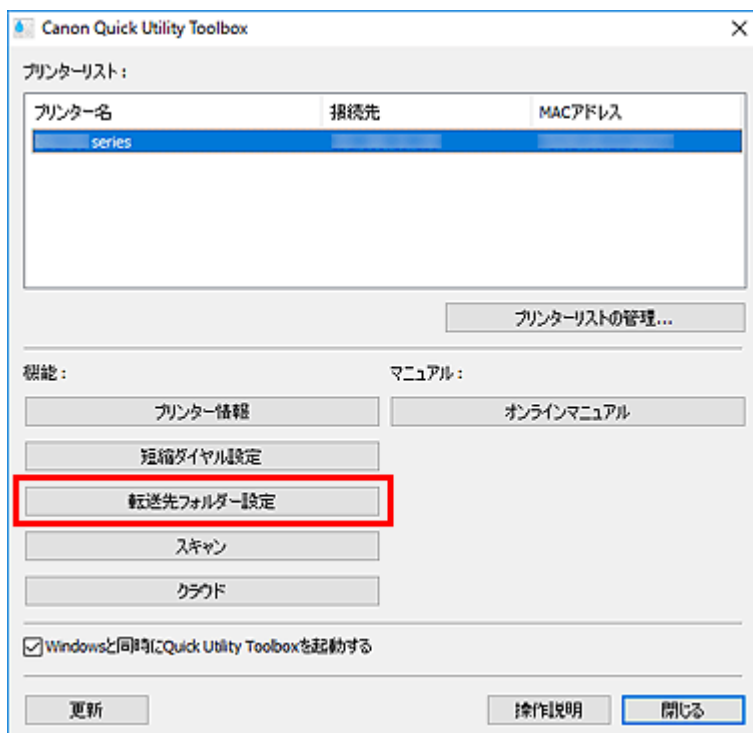 Canon Quick Utility Toolbox
プリンターリスト：
プリンター名 接続先 MACアドレス
series
プリンターリストの管理...
機能： マニュアル：
プリンター情報 オンラインマニュアル
短縮ダイヤル設定
転送先フォルダー設定
スキャン
クラウド
Windowsと同時にQuick Utility Toolboxを起動する
更新 操作説明 閉じる